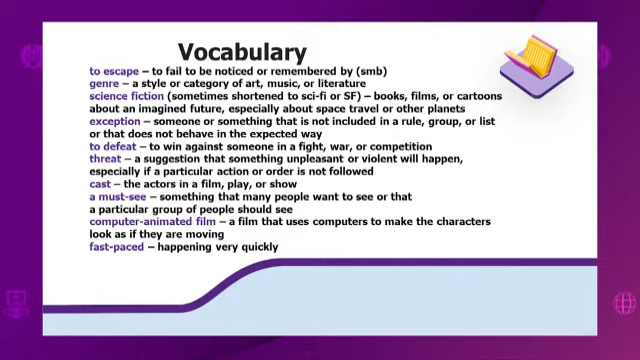 Vocabulary
to escape – to fail to be noticed or remembered by (smb)
genre – a style or category of art, music, or literature
science fiction (sometimes shortened to sci-fi or SF) – books, films, or cartoons
about an imagined future, especially about space travel or other planets
exception – someone or something that is not included in a rule, group, or list
or that does not behave in the expected way
to defeat – to win against someone in a fight, war, or competition
threat – a suggestion that something unpleasant or violent will happen,
especially if a particular action or order is not followed
cast – the actors in a film, play, or show
a must-see – something that many people want to see or that
a particular group of people should see
computer-animated film – a film that uses computers to make the characters
look as if they are moving
fast-paced – happening very quickly